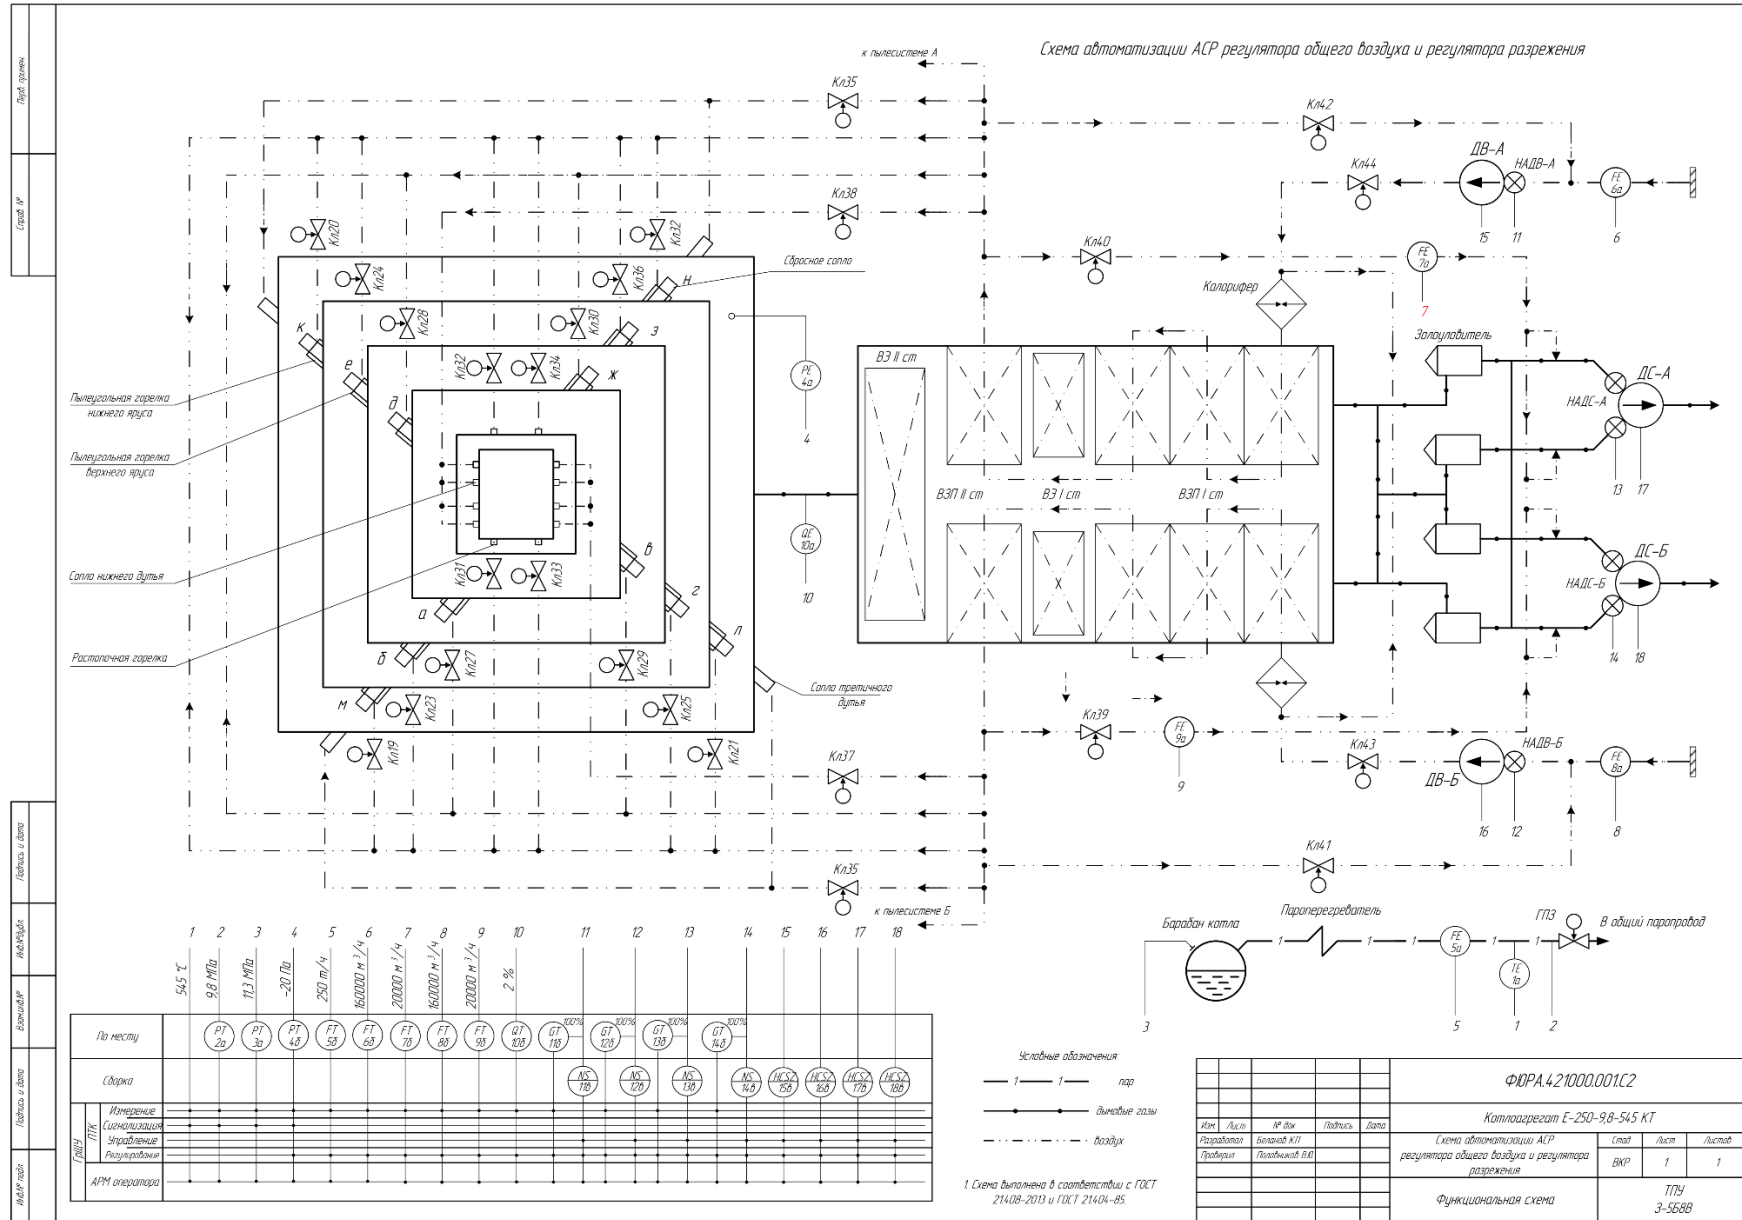 Схема автоматизации АСР регулятора общего воздуха и регулятора разрежения
к пылесистеме А
Кл35
Кл42
ДВ-А
НАДВ-А
Кл44
FE
6а
15
11
6
Кл38
Кл20
Кл32
Кл40
FE
7а
7
Кл24
Кл36
н
Сбросное сопло
Калорифер
Кл28
Кл30
з
к
Золоуловитель
ВЭ II ст
Кл32
Кл34
ж
е
РЕ
4а
4
ДС-А
НАДС-А
Пылеугольная горелка
нижнего яруса
д
Пылеугольная горелка
верхнего яруса
13
17
ВЗП II ст
ВЭ I ст
ВЗП I ст
QE
10а
10
ДС-Б
НАДС-Б
Сопло нижнего дутья
Кл31
Кл33
в
г
а
л
14
18
Растопочная горелка
б
Кл27
Кл29
Сопло третичного
дутья
м
Кл23
Кл25
Кл39
FE
9а
9
Кл43
НАДВ-Б
ДВ-Б
FE
8а
Кл19
Кл21
Кл37
16
12
8
Кл41
Кл35
к пылесистеме Б
Барабан котла
Пароперегреватель
ГПЗ
В общий паропровод
1
1
1
1
1
FE
5а
TE
1а
3
5
1
2
1 2 3 4 5 6 7 8 9 10 11 12 13 14 15 16 17 18
545 °С
9,8 МПа
11,3 МПа
-20 Па
250 т/ч
160000 м³/ч
20000 м³/ч
160000 м³/ч
20000 м³/ч
2 %
100%
100%
100%
100%
По месту
PT 2а
PT 3а
PT 4б
FT 5б
FT 6б
FT 7б
FT 8б
FT 9б
QT 10б
GT 11б
GT 12б
GT 13б
GT 14б
Сборка
NS 11в
NS 12в
NS 13в
NS 14в
HCSZ 15в
HCSZ 16в
HCSZ 17в
HCSZ 18в
ГрЩУ
ПТК
Измерение
Сигнализация
Управление
Регулирование
АРМ оператора
Условные обозначения
1 1 пар
дымовые газы
воздух
1. Схема выполнена в соответствии с ГОСТ
21.408-2013 и ГОСТ 21.404-85.
ФЮРА.421000.001.С2
Котлоагрегат Е-250-9,8-545 КТ
Изм. Лист № док Подпись Дата
Разработал Беланов К.П.
Проверил
Схема автоматизации АСР
регулятора общего воздуха и регулятора
разрежения
Стад Лист Листов
ВКР 1 1
Функциональная схема
ТПУ
З-5Б8В
Перв. примен.
Справ. №
Подпись и дата
Инв.№дубл.
Взам.инв.№
Подпись и дата
Инв.№ подл.